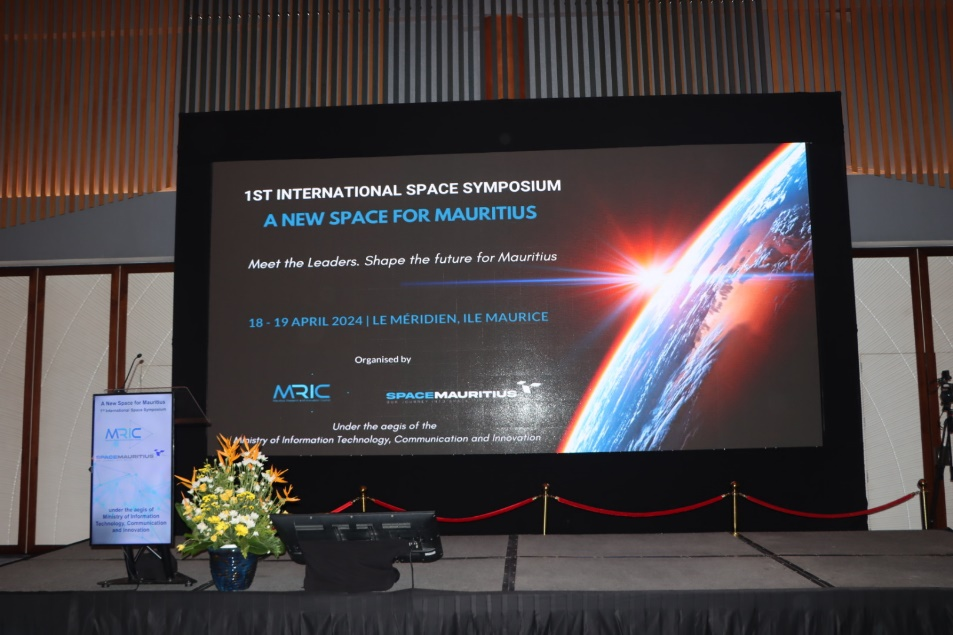 1ST INTERNATIONAL SPACE SYMPOSIUM
A NEW SPACE FOR MAURITIUS
Meet the Leaders. Shape the future for Mauritius
18 - 19 APRIL 2024 | LE MÉRIDIEN, ILE MAURICE
Organised by
MRIC
SPACEMAURITIUS
Under the aegis of the
Ministry of Information Technology, Communication and Innovation
A New Space for Mauritius
1st International Space Symposium
MRIC
SPACEMAURITIUS
under the aegis of
Ministry of Information
Technology, Communication
and Innovation